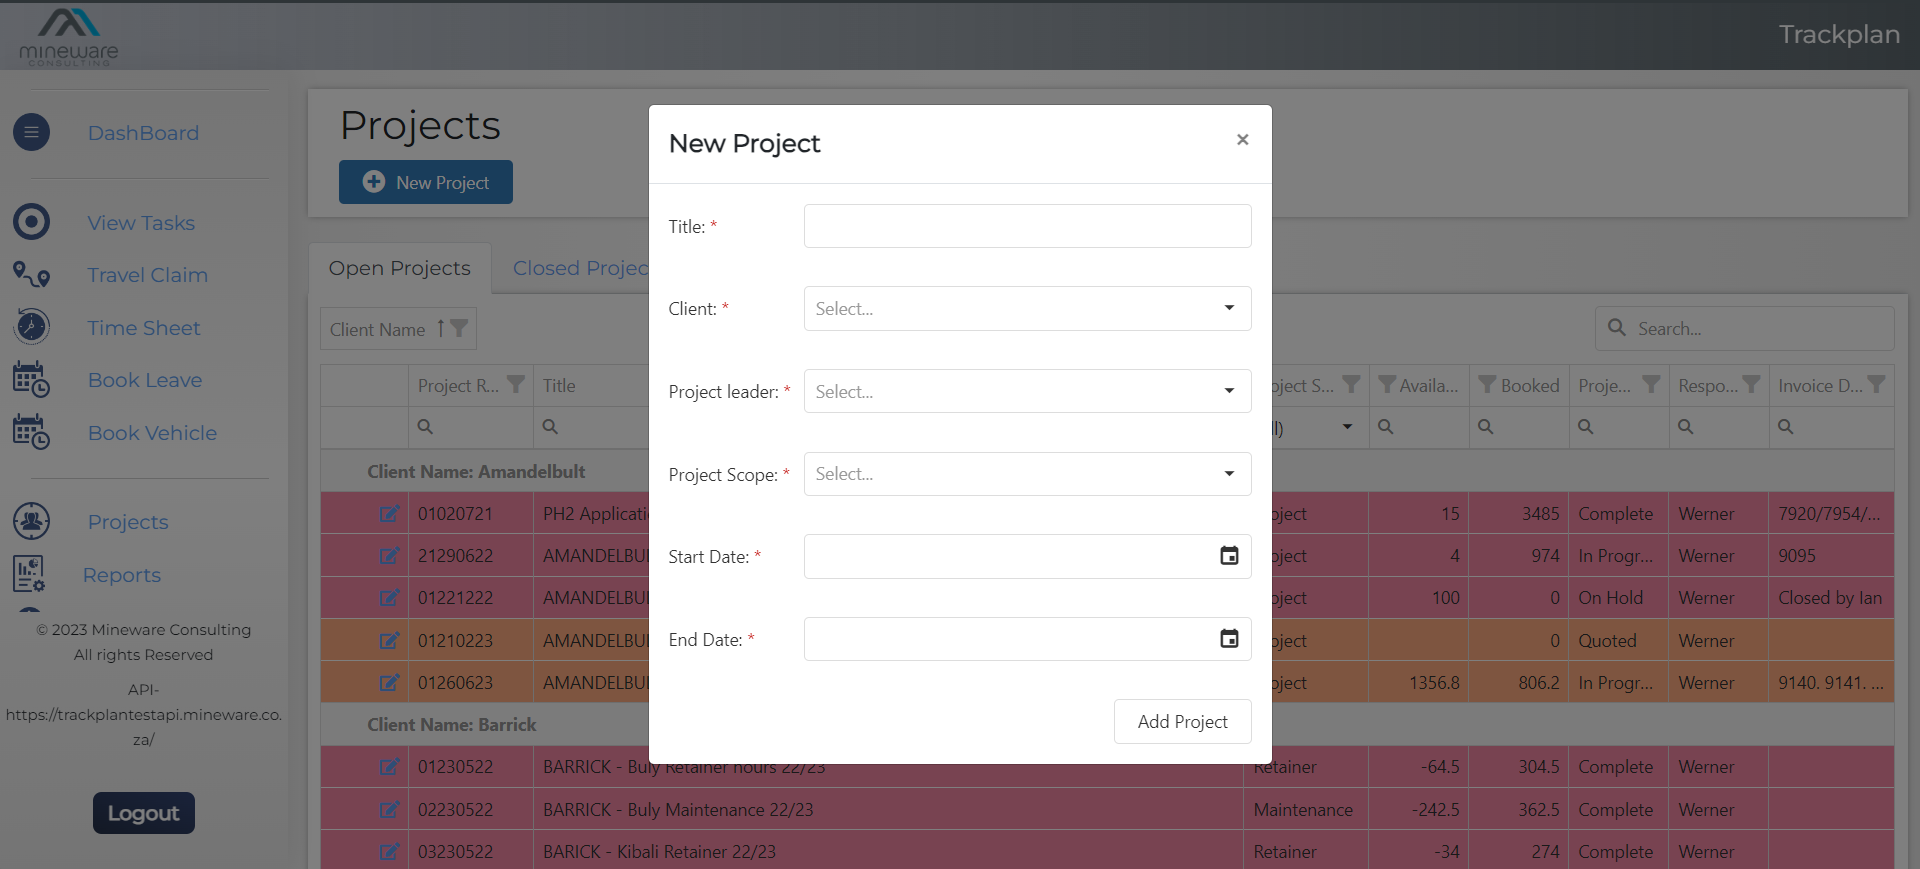 mineware
CONSULTING
Trackplan
DashBoard
View Tasks
Travel Claim
Time Sheet
Book Leave
Book Vehicle
Projects
Reports
© 2023 Mineware Consulting
All rights Reserved
API-
https://trackplantestapi.mineware.co.
za/
Logout
Projects
New Project
Open Projects Closed Projec
Client Name
Search...
Project R... Title oject S... Availa... Booked Proje... Respo... Invoice D...
ll)
Client Name: Amandelbult
01020721 PH2 Applicati oject 15 3485 Complete Werner 7920/7954/...
21290622 AMANDELBUI oject 4 974 In Progr... Werner 9095
01221222 AMANDELBUI oject 100 0 On Hold Werner Closed by Ian
01210223 AMANDELBUI oject 0 Quoted Werner
01260623 AMANDELBUI oject 1356.8 806.2 In Progr... Werner 9140. 9141. ...
Client Name: Barrick
01230522 BARRICK - Buly Retainer hours 22/23 Retainer -64.5 304.5 Complete Werner
02230522 BARRICK - Buly Maintenance 22/23 Maintenance -242.5 362.5 Complete Werner
03230522 BARICK - Kibali Retainer 22/23 Retainer -34 274 Complete Werner
New Project ×
Title: *
Client: * Select...
Project leader: * Select...
Project Scope: * Select...
Start Date: *
End Date: *
Add Project